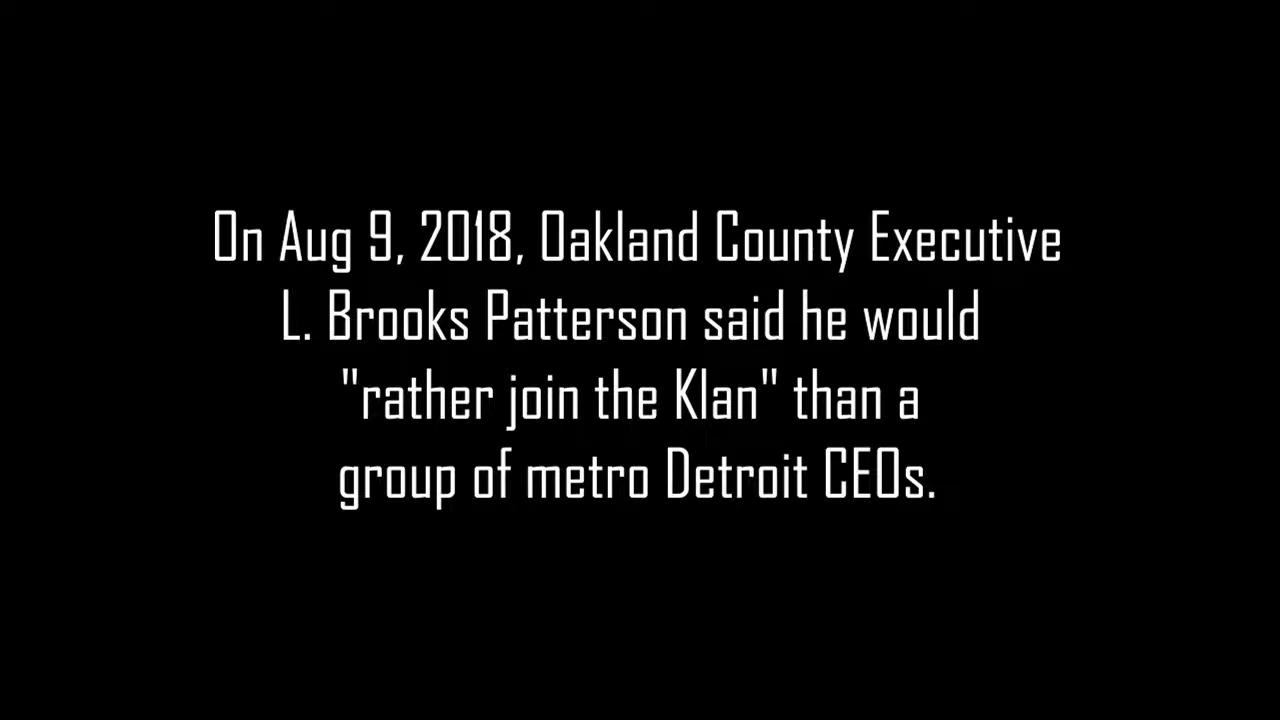 On Aug 9, 2018, Oakland County Executive
L. Brooks Patterson said he would
"rather join the Klan" than a
group of metro Detroit CEOs.